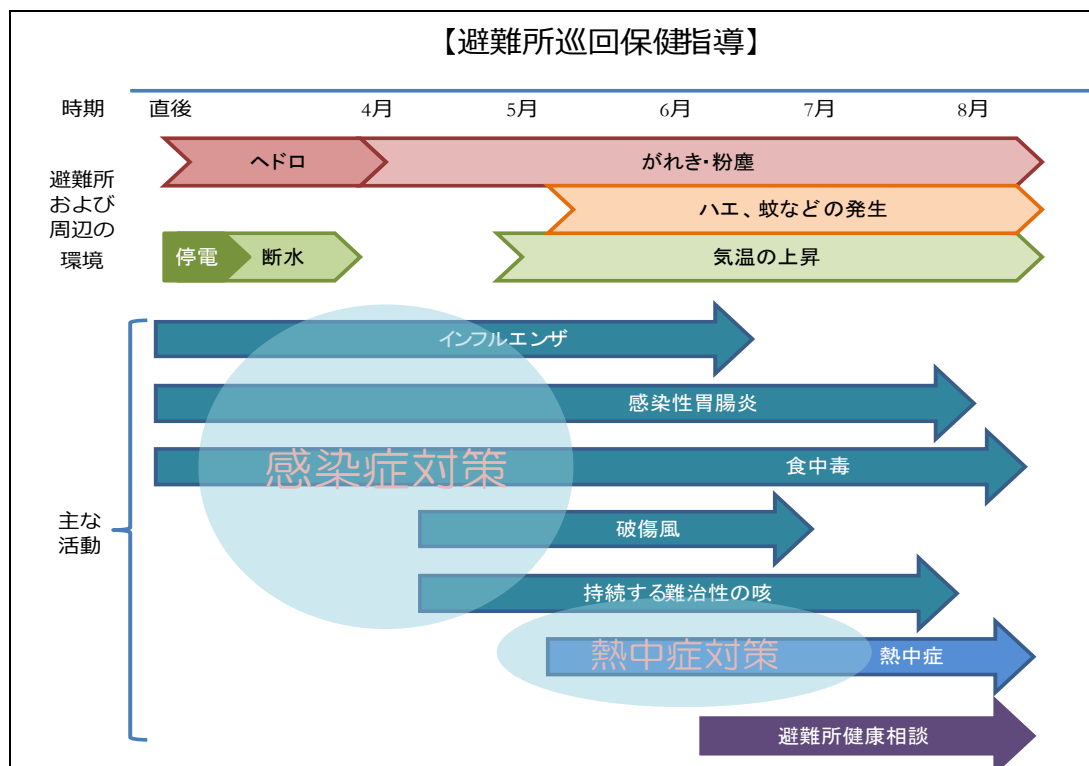 【避難所巡回保健指導】
時期
直後
4月
5月
6月
7月
8月
避難所
および
周辺の
環境
ヘドロ
がれき・粉塵
ハエ、蚊などの発生
停電
断水
気温の上昇
主な
活動
インフルエンザ
感染性胃腸炎
感染症対策
食中毒
破傷風
持続する難治性の咳
熱中症対策
熱中症
避難所健康相談